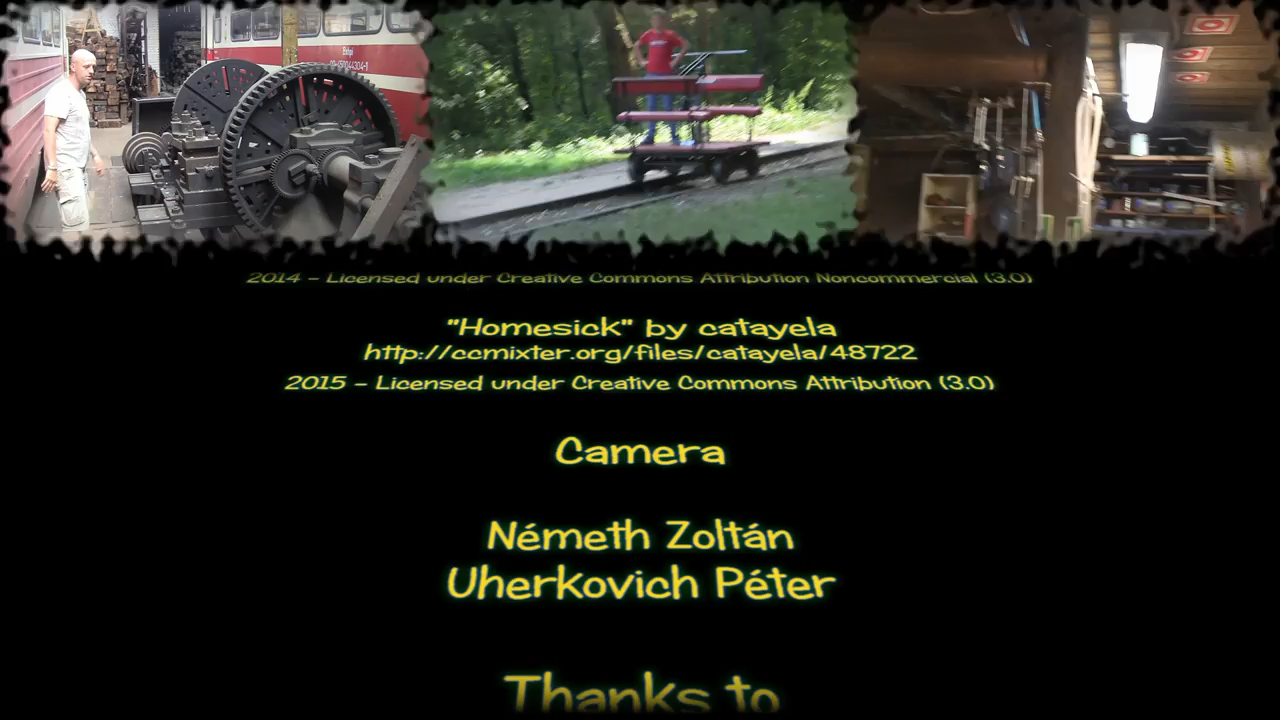 2014 - Licensed under Creative Commons Attribution Noncommercial (3.0)
"Homesick" by catayela
http://ccmixter.org/files/catayela/48722
2015 - Licensed under Creative Commons Attribution (3.0)
Camera
Németh Zoltán
Uherkovich Péter
Thanks to